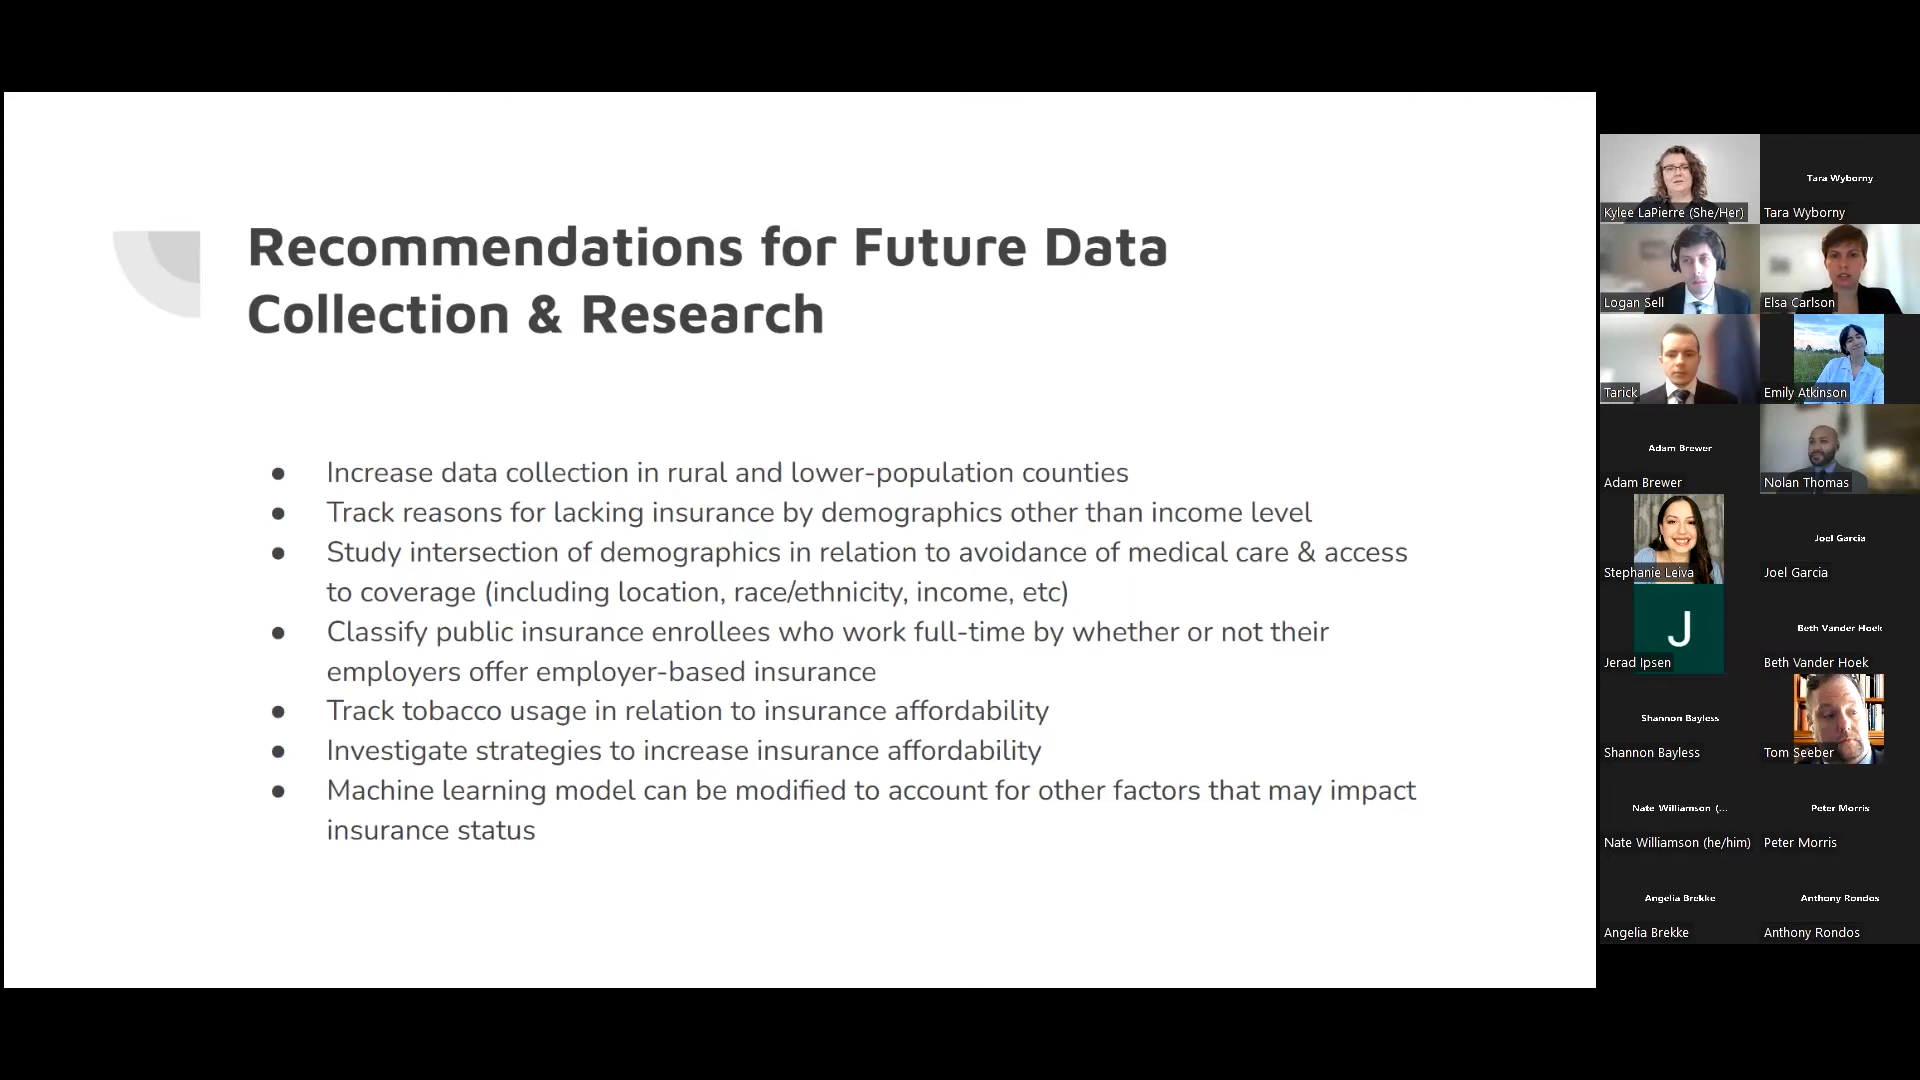 Recommendations for Future Data
Collection & Research
● Increase data collection in rural and lower-population counties
● Track reasons for lacking insurance by demographics other than income level
● Study intersection of demographics in relation to avoidance of medical care & access
to coverage (including location, race/ethnicity, income, etc)
● Classify public insurance enrollees who work full-time by whether or not their
employers offer employer-based insurance
● Track tobacco usage in relation to insurance affordability
● Investigate strategies to increase insurance affordability
● Machine learning model can be modified to account for other factors that may impact
insurance status
Kylee LaPierre (She/Her)
Tara Wyborny
Tara Wyborny
Logan Sell
Elsa Carlson
Tarick
Emily Atkinson
Adam Brewer
Adam Brewer
Nolan Thomas
Stephanie Leiva
Joel Garcia
Joel Garcia
J
Jerad Ipsen
Beth Vander Hoek
Beth Vander Hoek
Shannon Bayless
Shannon Bayless
Tom Seeber
Nate Williamson (...
Nate Williamson (he/him)
Peter Morris
Peter Morris
Angelia Brekke
Angelia Brekke
Anthony Rondos
Anthony Rondos